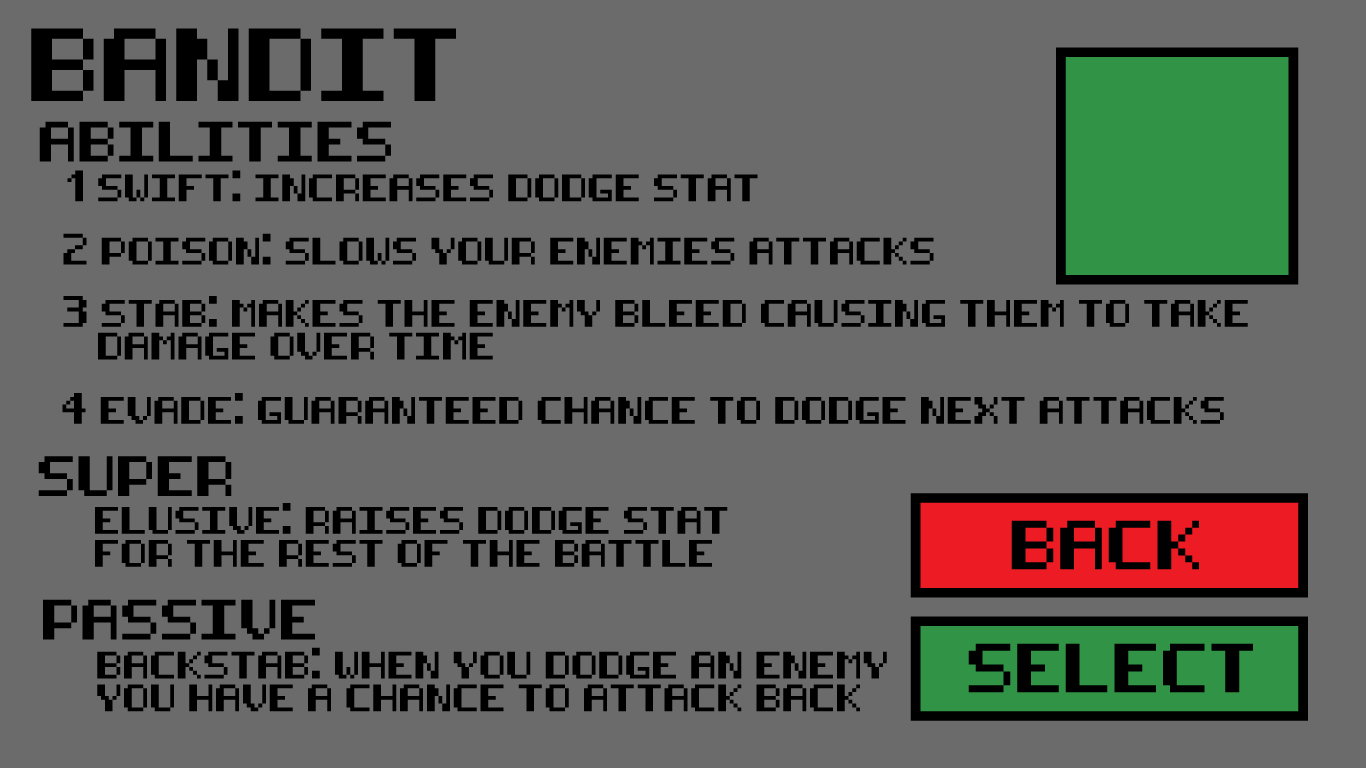 BANDIT
ABILITIES
1 SWIFT: INCREASES DODGE STAT
2 POISON: SLOWS YOUR ENEMIES ATTACKS
3 STAB: MAKES THE ENEMY BLEED CAUSING THEM TO TAKE
DAMAGE OVER TIME
4 EVADE: GUARANTEED CHANCE TO DODGE NEXT ATTACKS
SUPER
ELUSIVE: RAISES DODGE STAT
FOR THE REST OF THE BATTLE
BACK
PASSIVE
BACKSTAB: WHEN YOU DODGE AN ENEMY
YOU HAVE A CHANCE TO ATTACK BACK
SELECT